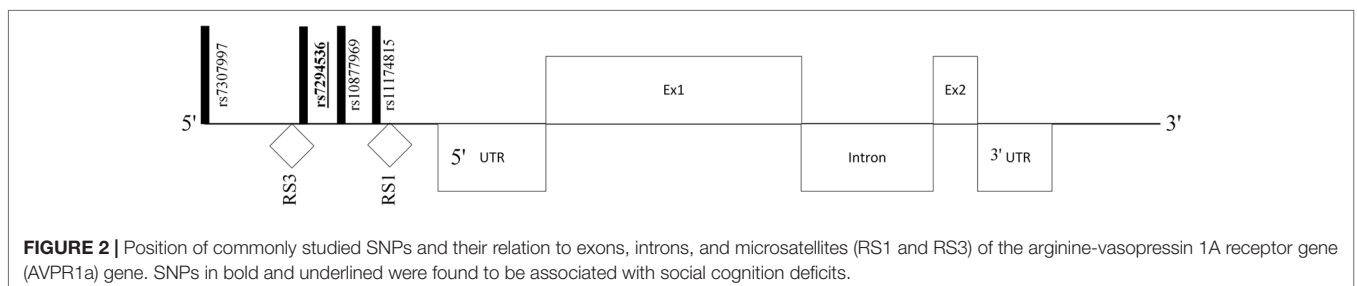 rs7307997
rs7294536
rs10877969
rs11174815
5'
3'
Ex1
Ex2
5' UTR
Intron
3' UTR
RS3
RS1
FIGURE 2 | Position of commonly studied SNPs and their relation to exons, introns, and microsatellites (RS1 and RS3) of the arginine-vasopressin 1A receptor gene
(AVPR1a) gene. SNPs in bold and underlined were found to be associated with social cognition deficits.